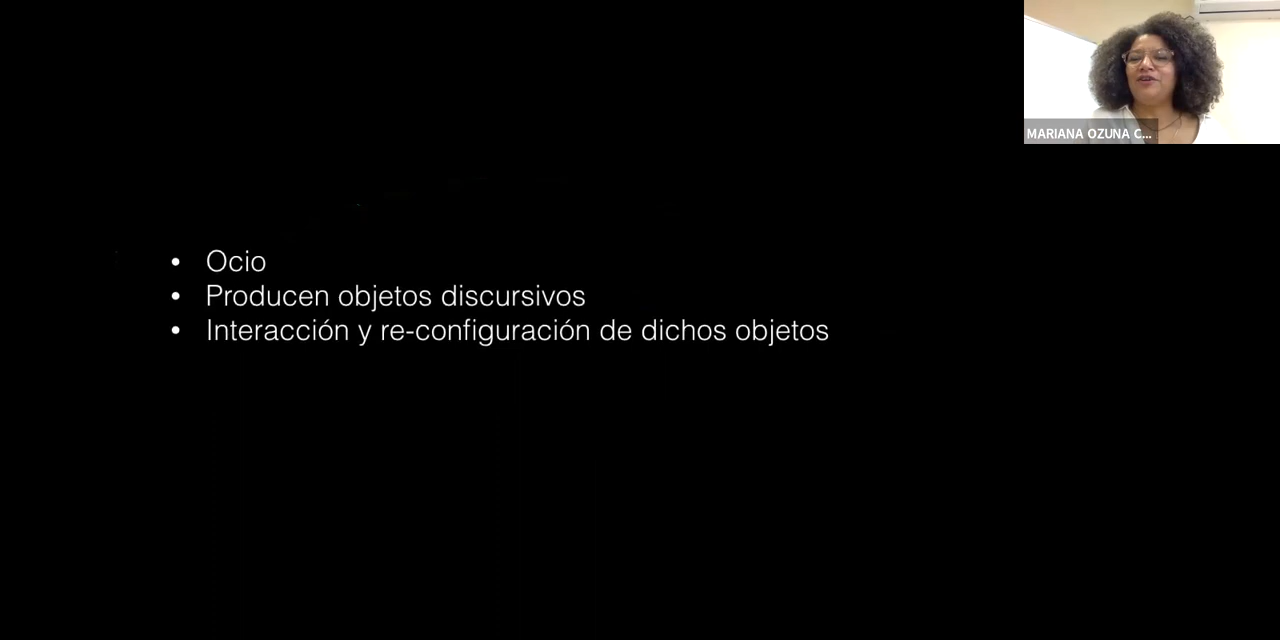 MARIANA OZUNA C...
• Ocio
• Producen objetos discursivos
• Interacción y re-configuración de dichos objetos